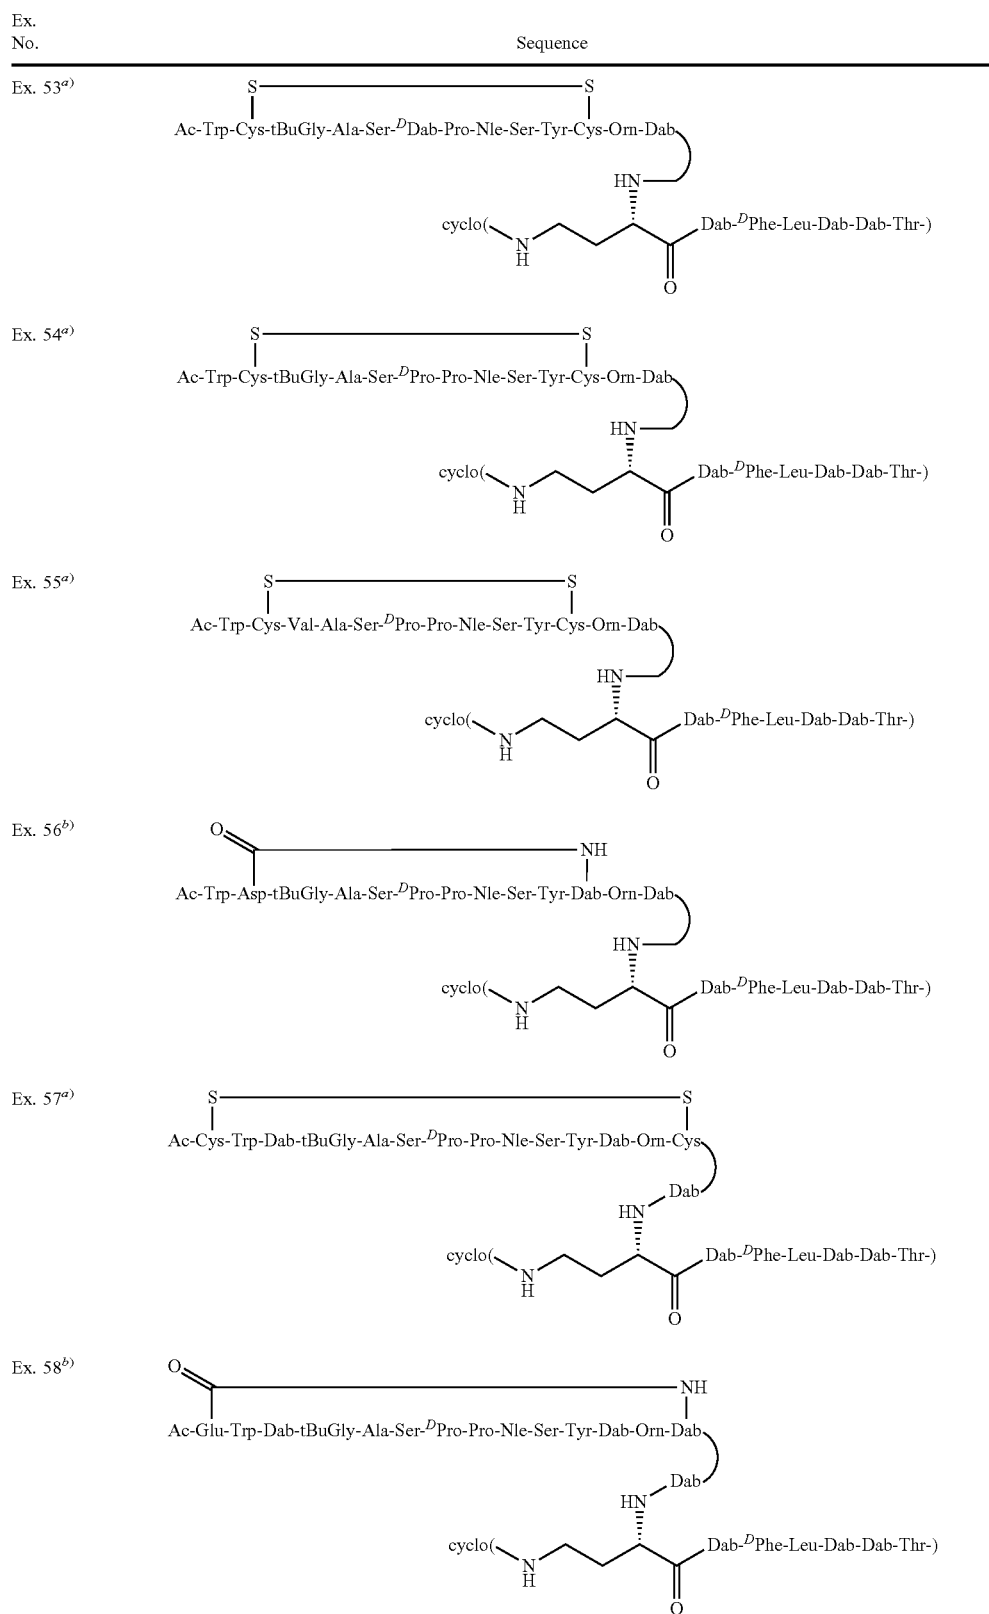 Ex.
No. Sequence
Ex. 53a)
S S
Ac-Trp-Cys-tBuGly-Ala-Ser-DDab-Pro-Nle-Ser-Tyr-Cys-Orn-Dab
HN
cyclo( N H Dab-DPhe-Leu-Dab-Dab-Thr-)
O
Ex. 54a)
S S
Ac-Trp-Cys-tBuGly-Ala-Ser-DPro-Pro-Nle-Ser-Tyr-Cys-Orn-Dab
HN
cyclo( N H Dab-DPhe-Leu-Dab-Dab-Thr-)
O
Ex. 55a)
S S
Ac-Trp-Cys-Val-Ala-Ser-DPro-Pro-Nle-Ser-Tyr-Cys-Orn-Dab
HN
cyclo( N H Dab-DPhe-Leu-Dab-Dab-Thr-)
O
Ex. 56b)
O NH
Ac-Trp-Asp-tBuGly-Ala-Ser-DPro-Pro-Nle-Ser-Tyr-Dab-Orn-Dab
HN
cyclo( N H Dab-DPhe-Leu-Dab-Dab-Thr-)
O
Ex. 57a)
S S
Ac-Cys-Trp-Dab-tBuGly-Ala-Ser-DPro-Pro-Nle-Ser-Tyr-Dab-Orn-Cys
Dab
HN
cyclo( N H Dab-DPhe-Leu-Dab-Dab-Thr-)
O
Ex. 58b)
O NH
Ac-Glu-Trp-Dab-tBuGly-Ala-Ser-DPro-Pro-Nle-Ser-Tyr-Dab-Orn-Dab
Dab
HN
cyclo( N H Dab-DPhe-Leu-Dab-Dab-Thr-)
O